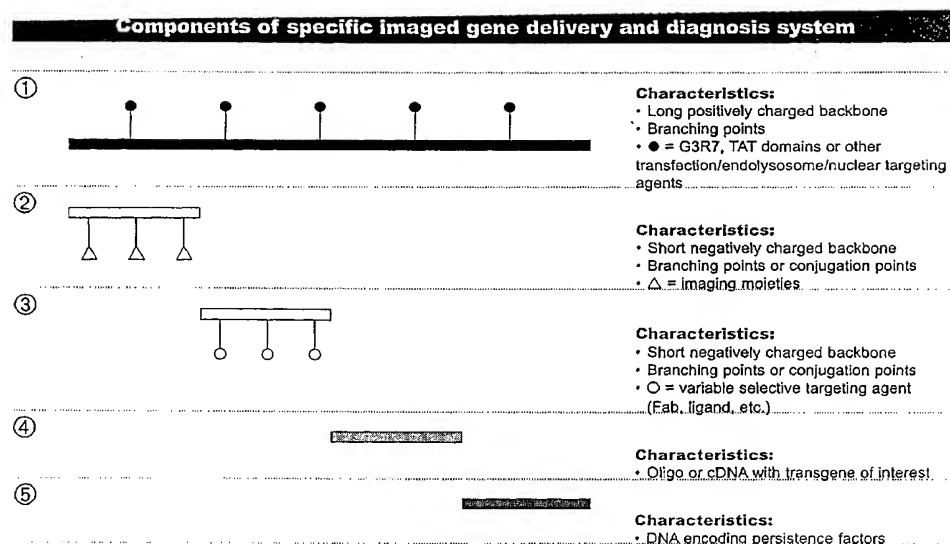 Components of specific imaged gene delivery and diagnosis system
①
Characteristics:
• Long positively charged backbone
• Branching points
• ● = G3R7, TAT domains or other
transfection/endolysosome/nuclear targeting
agents
②
Characteristics:
• Short negatively charged backbone
• Branching points or conjugation points
• △ = imaging moieties
③
Characteristics:
• Short negatively charged backbone
• Branching points or conjugation points
• O = variable selective targeting agent
(Fab, ligand, etc.)
④
Characteristics:
• Oligo or cDNA with transgene of interest
⑤
Characteristics:
• DNA encoding persistence factors